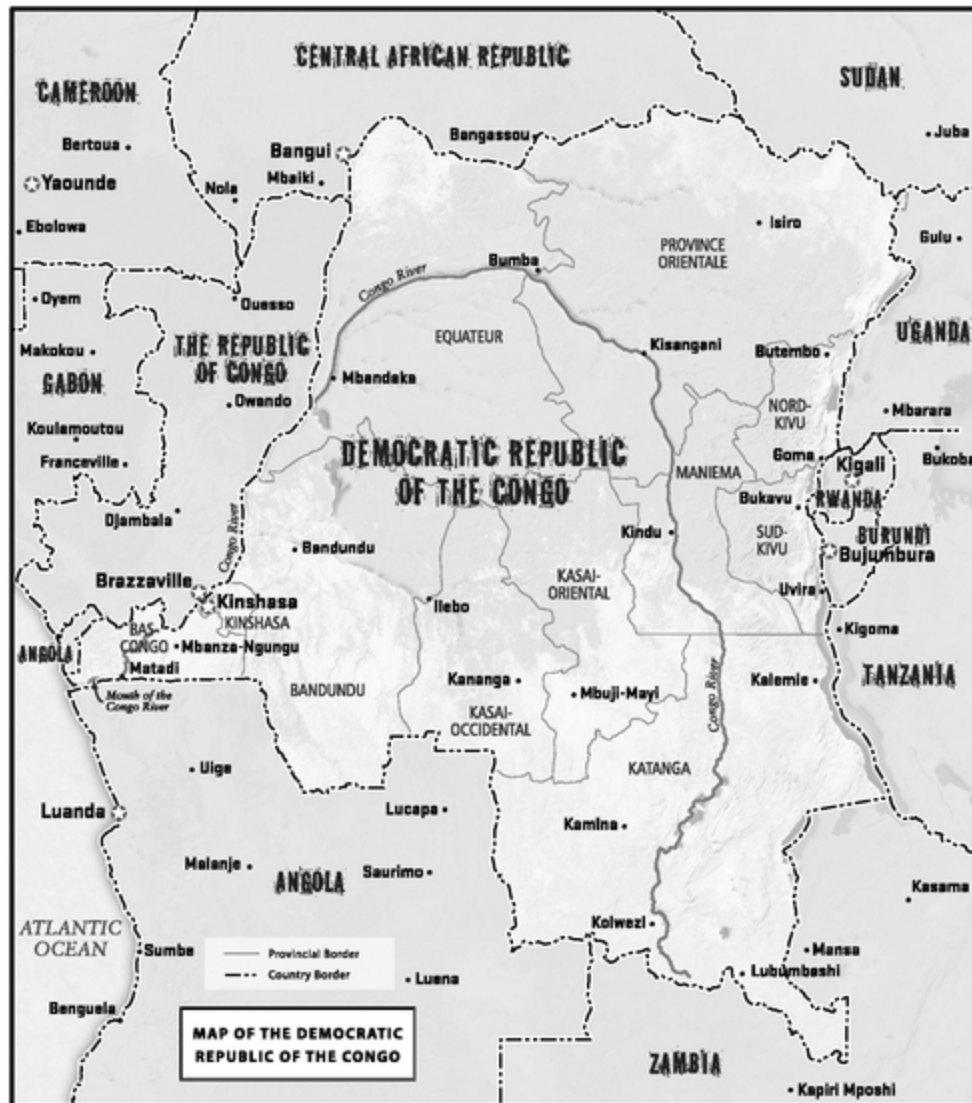 CENTRAL AFRICAN REPUBLIC
SUDAN
CAMEROON
Bangassou
Juba
Bertoua
Bangui
Yaounde
Mbaiki
Nola
Ebolowa
Isiro
Gulu
PROVINCE
ORIENTALE
Bumba
Congo River
Oyem
Ouesso
UGANDA
EQUATEUR
THE REPUBLIC
OF CONGO
Kisangani
Butembo
Makokou
GABON
Mbandaka
Owando
NORD-
KIVU
Mbarara
Koulamoutou
DEMOCRATIC REPUBLIC
OF THE CONGO
Franceville
MANIEMA
Goma
Kigali
Bukoba
Bukavu
RWANDA
Djambala
Congo River
Kindu
SUD-
KIVU
BURUNDI
Bujumbura
Bandundu
KASAI-
ORIENTAL
Brazzaville
Kinshasa
KINSHASA
Ilebo
Uvira
BAS-
CONGO
Mbanza-Ngungu
Kigoma
ANGOLA
Matadi
Mouth of the
Congo River
BANDUNDU
Kananga
Mbuji-Mayi
Congo River
Kalemie
TANZANIA
KASAI-
OCCIDENTAL
Uige
KATANGA
Luanda
Lucapa
Kamina
Malanje
ANGOLA
Saurimo
Kasama
ATLANTIC
OCEAN
Sumbe
Kolwezi
Mansa
Provincial Border
Country Border
Luena
Lubumbashi
Benguela
MAP OF THE DEMOCRATIC
REPUBLIC OF THE CONGO
ZAMBIA
Kapiri Mposhi